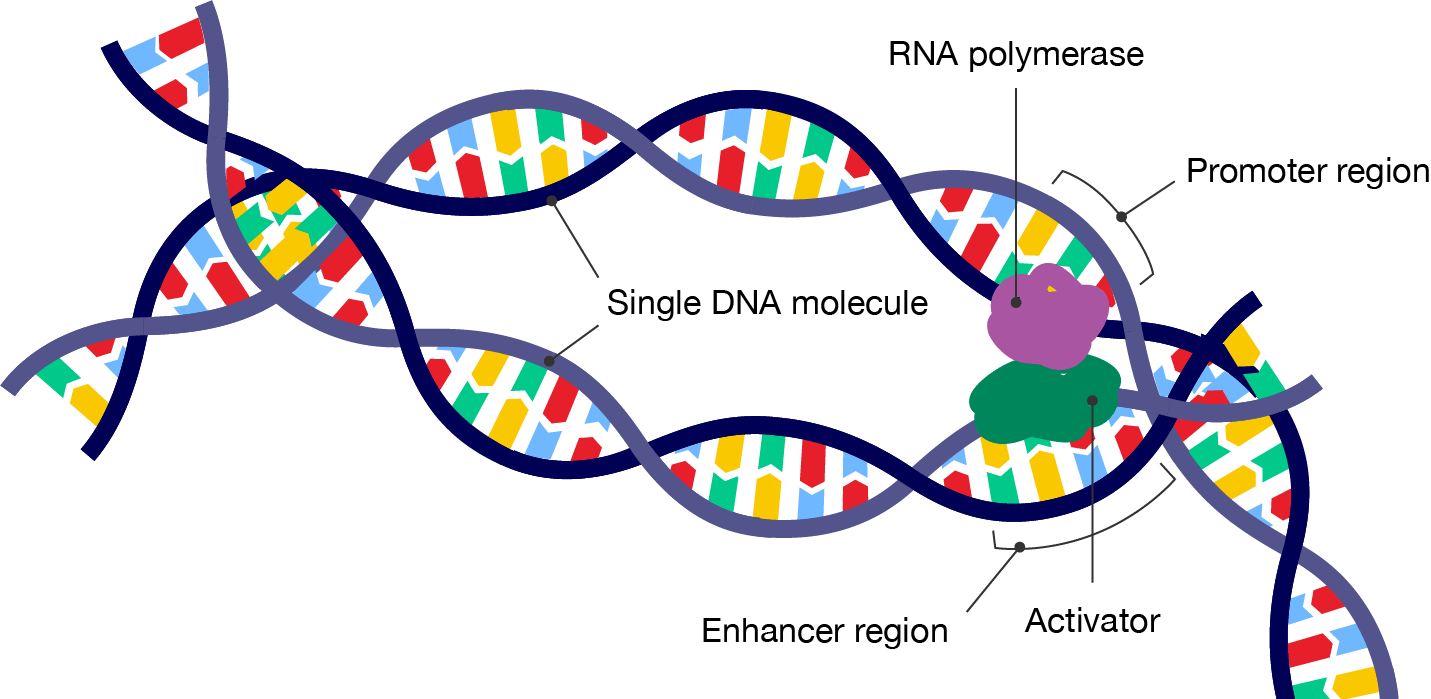 RNA polymerase
Promoter region
Single DNA molecule
Enhancer region
Activator